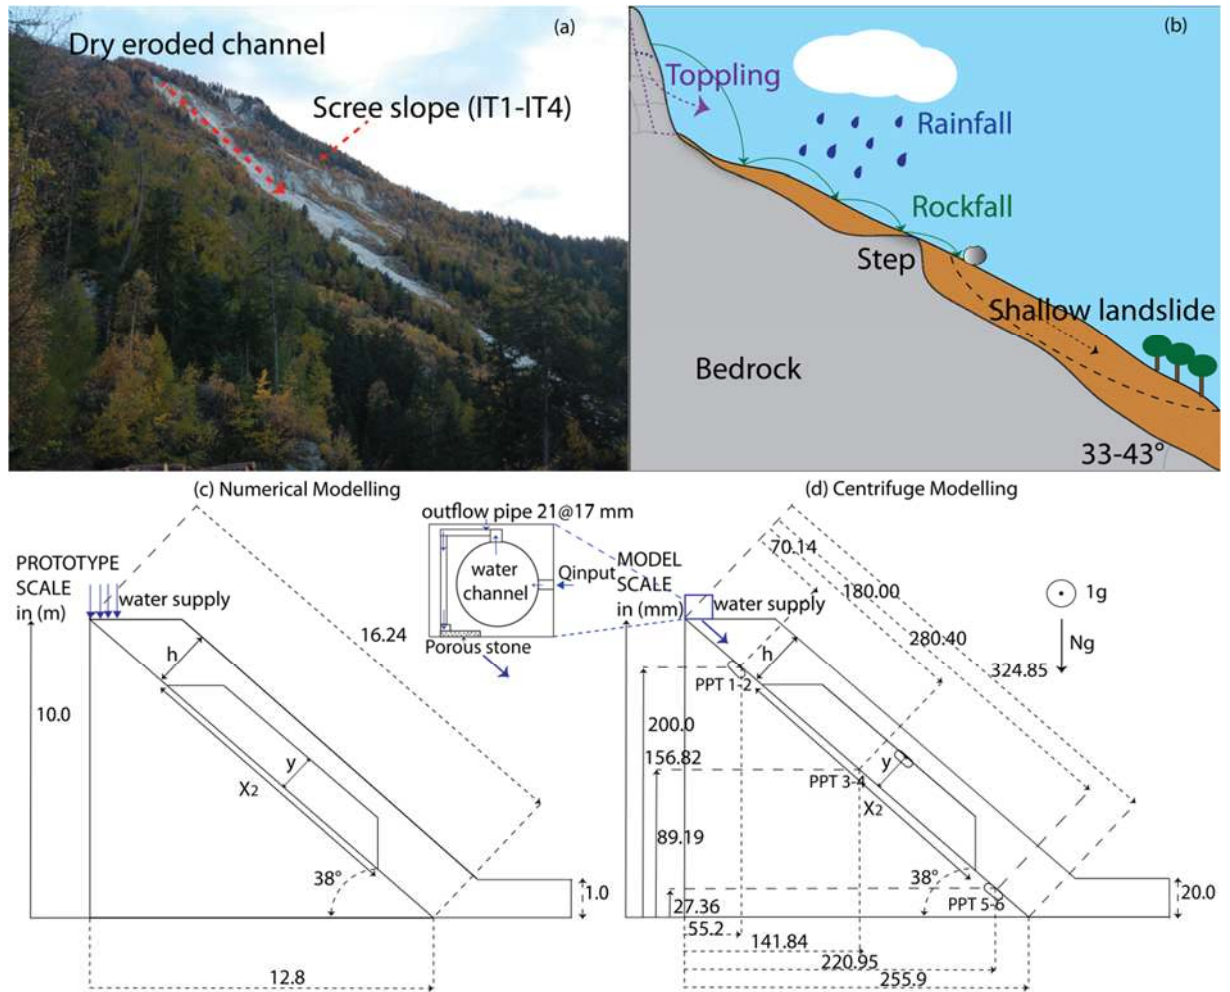 (a)
Dry eroded channel
Scree slope (IT1-IT4)
(b)
Toppling
Rainfall
Rockfall
Step
Shallow landslide
Bedrock
33-43°
(c) Numerical Modelling
PROTOTYPE
SCALE
in (m)
water supply
h
16.24
10.0
y
X2
38°
1.0
12.8
outflow pipe 21@17 mm
water
channel
Qinput
Porous stone
(d) Centrifuge Modelling
MODEL
SCALE
in (mm)
water supply
70.14
180.00
280.40
324.85
1g
Ng
h
PPT 1-2
200.0
156.82
y
PPT 3-4
X2
89.19
38°
PPT 5-6
20.0
27.36
55.2
141.84
220.95
255.9